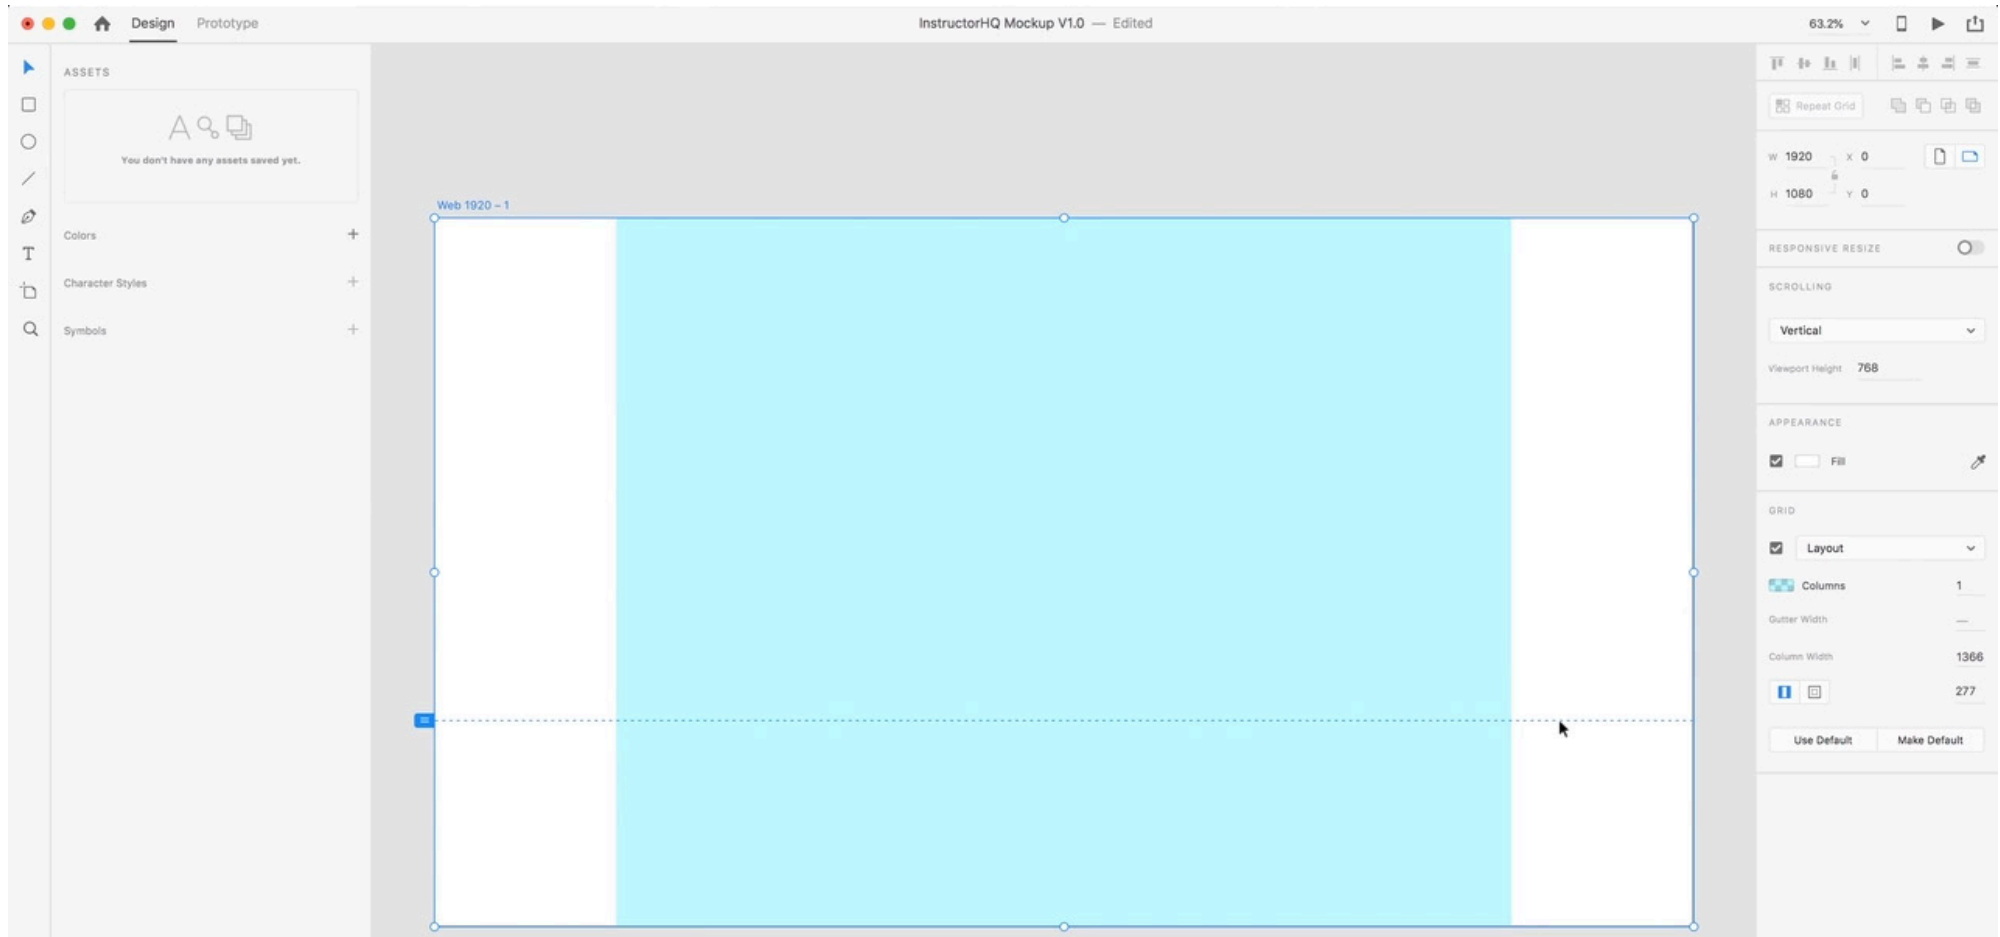 Design Prototype InstructorHQ Mockup V1.0 — Edited 63.2%
ASSETS
You don't have any assets saved yet.
Colors +
Character Styles +
Symbols +
Web 1920 – 1
Repeat Grid
W 1920 X 0
H 1080 Y 0
RESPONSIVE RESIZE
SCROLLING
Vertical
Viewport Height 768
APPEARANCE
Fill
GRID
Layout
Columns 1
Gutter Width —
Column Width 1366
277
Use Default Make Default